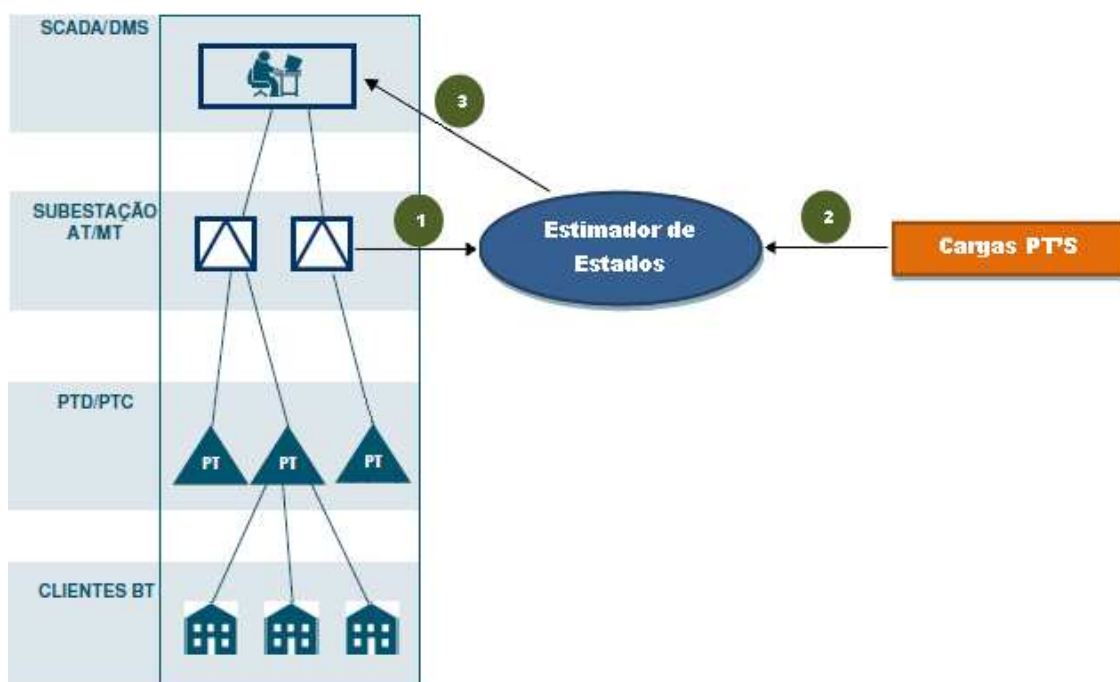 SCADA/DMS
3
SUBESTAÇÃO
AT/MT
1
Estimador de
Estados
2
Cargas PT'S
PTD/PTC
PT
PT
PT
CLIENTES BT